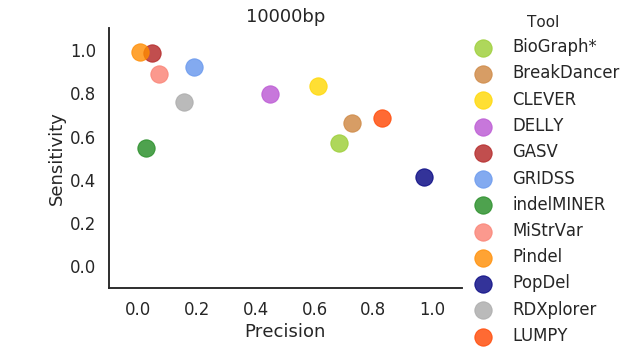 10000bp
Tool
BioGraph*
BreakDancer
CLEVER
DELLY
GASV
GRIDSS
indelMINER
MiStrVar
Pindel
PopDel
RDXplorer
LUMPY
Sensitivity
1.0
0.8
0.6
0.4
0.2
0.0
0.0 0.2 0.4 0.6 0.8 1.0
Precision